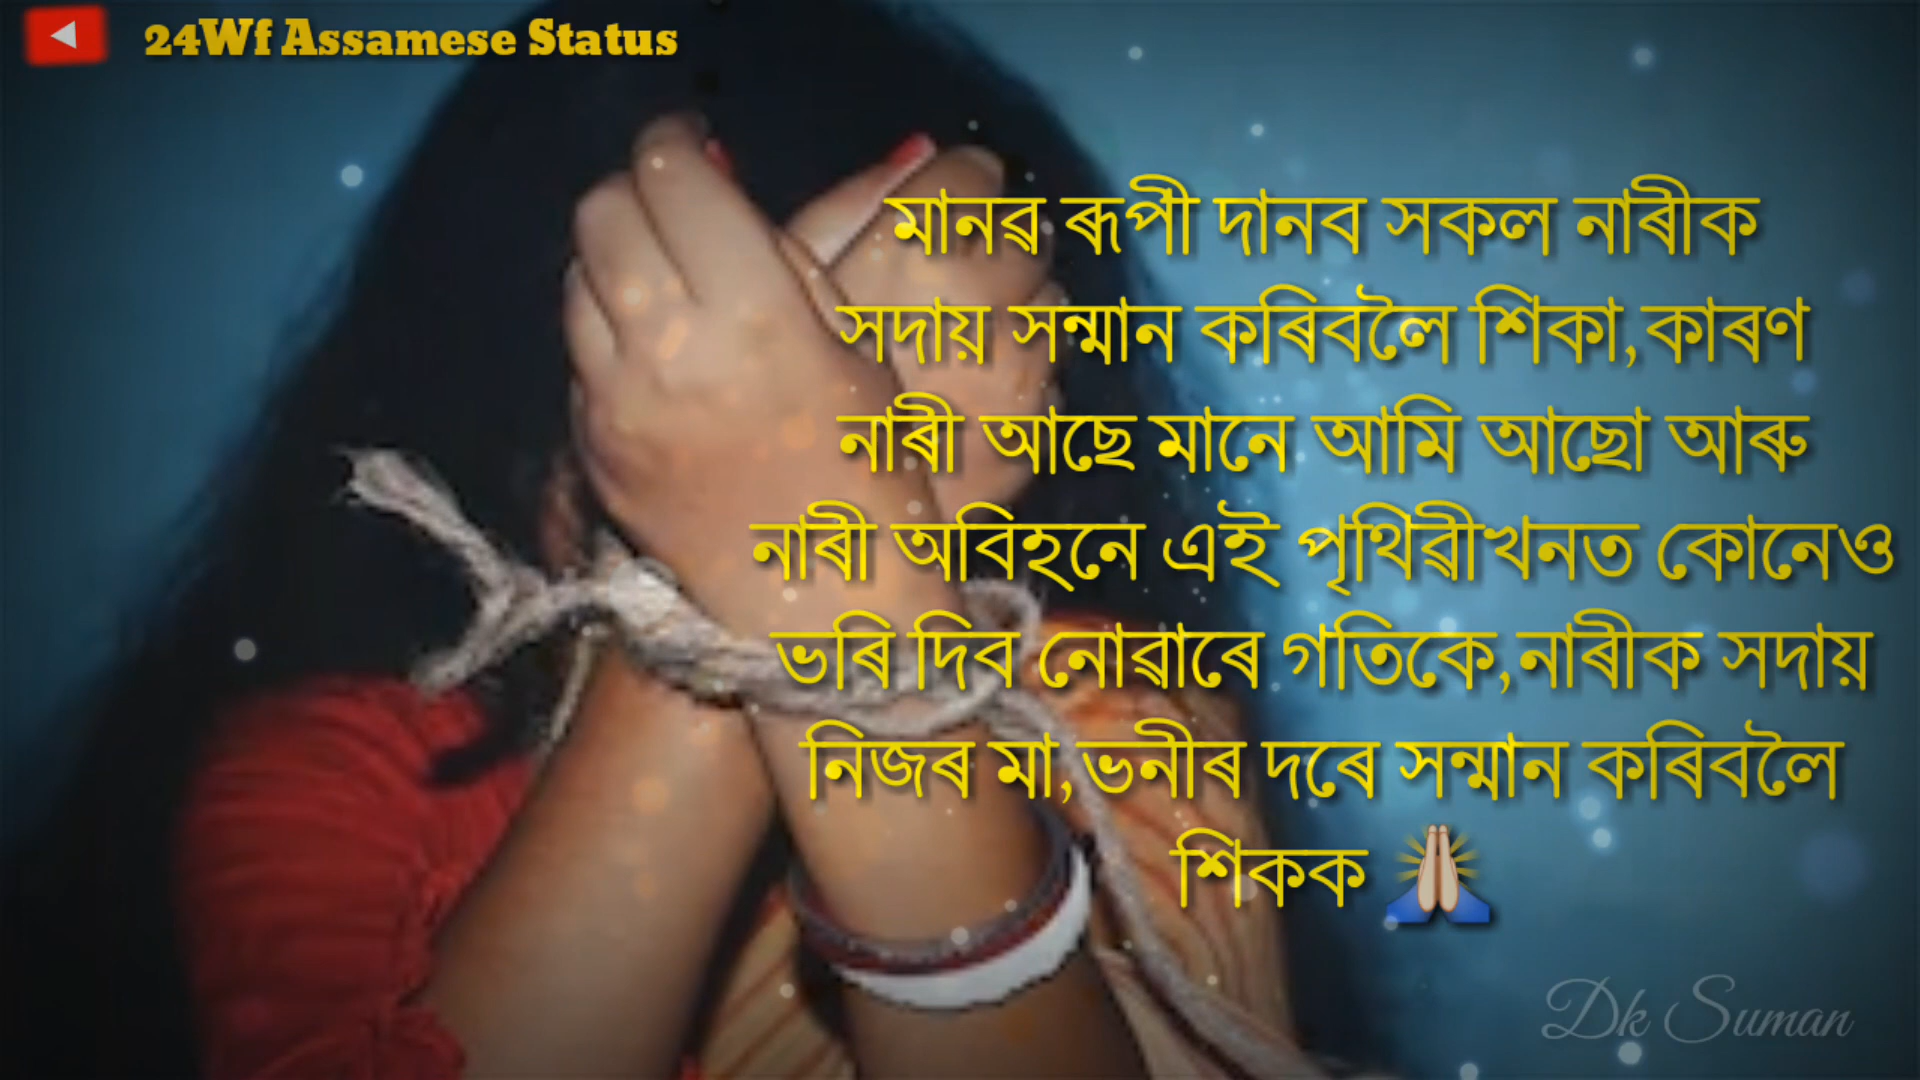 24Wf Assamese Status
মানৱ ৰূপী দানব সকল নাৰীক
সদায় সন্মান কৰিবলৈ শিকা,কাৰণ
নাৰী আছে মানে আমি আছো আৰু
নাৰী অবিহনে এই পৃথিৱীখনত কোনেও
ভৰি দিব নোৱাৰে গতিকে,নাৰীক সদায়
নিজৰ মা,ভনীৰ দৰে সন্মান কৰিবলৈ
শিকক 🙏
Dk Suman